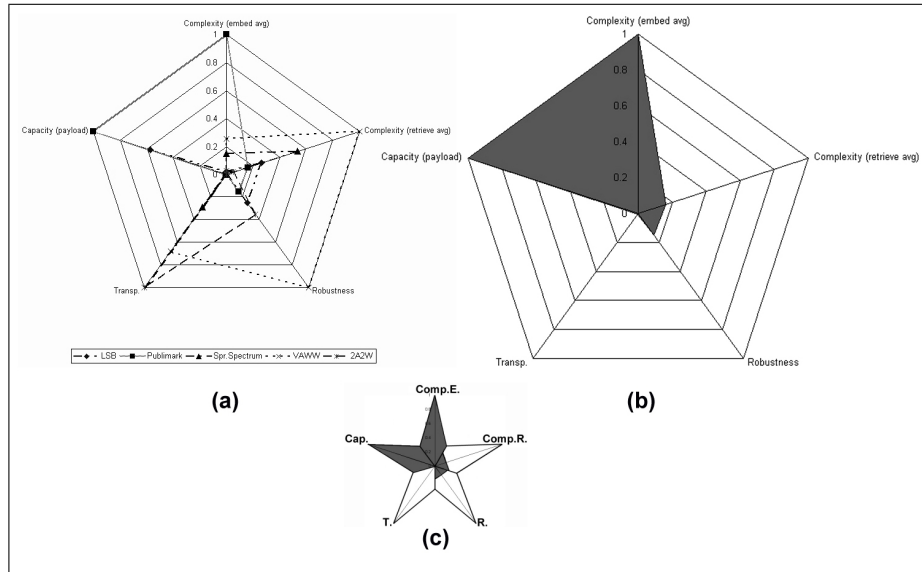 Complexity (embed avg)
1
0.8
0.6
0.4
0.2
0
Capacity (payload)
Complexity (retrieve avg)
Transp.
Robustness
LSB Publimark Spr.Spectrum VAWW 2A2W
(a)
Complexity (embed avg)
1
0.8
0.6
0.4
0.2
0
Capacity (payload)
Complexity (retrieve avg)
Transp.
Robustness
(b)
Comp.E.
Cap.
Comp.R.
T.
R.
(c)